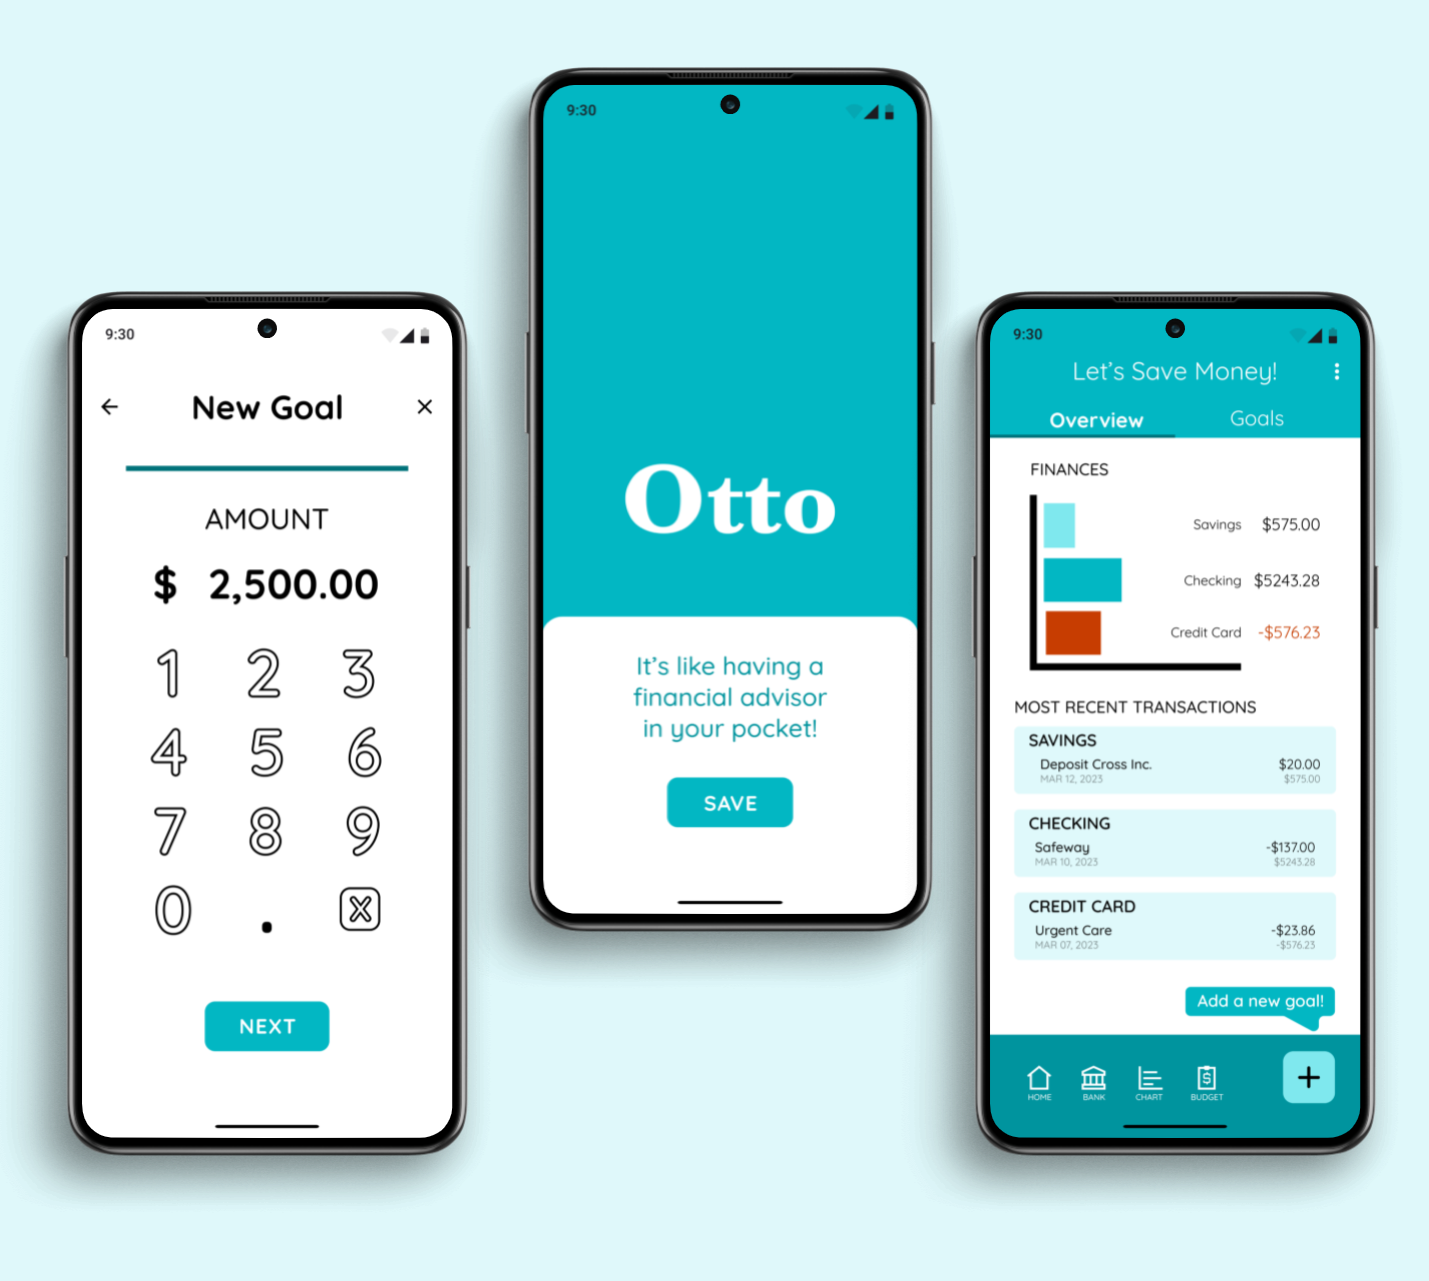 9:30
New Goal
AMOUNT
$ 2,500.00
1 2 3
4 5 6
7 8 9
0 .
NEXT
9:30
Otto
It's like having a
financial advisor
in your pocket!
SAVE
9:30
Let's Save Money!
Overview Goals
FINANCES
Savings $575.00
Checking $5243.28
Credit Card -$576.23
MOST RECENT TRANSACTIONS
SAVINGS
Deposit Cross Inc. $20.00
MAR 12, 2023 $575.00
CHECKING
Safeway -$137.00
MAR 10, 2023 $5243.28
CREDIT CARD
Urgent Care -$23.86
MAR 07, 2023 -$576.23
Add a new goal!
HOME BANK CHART BUDGET